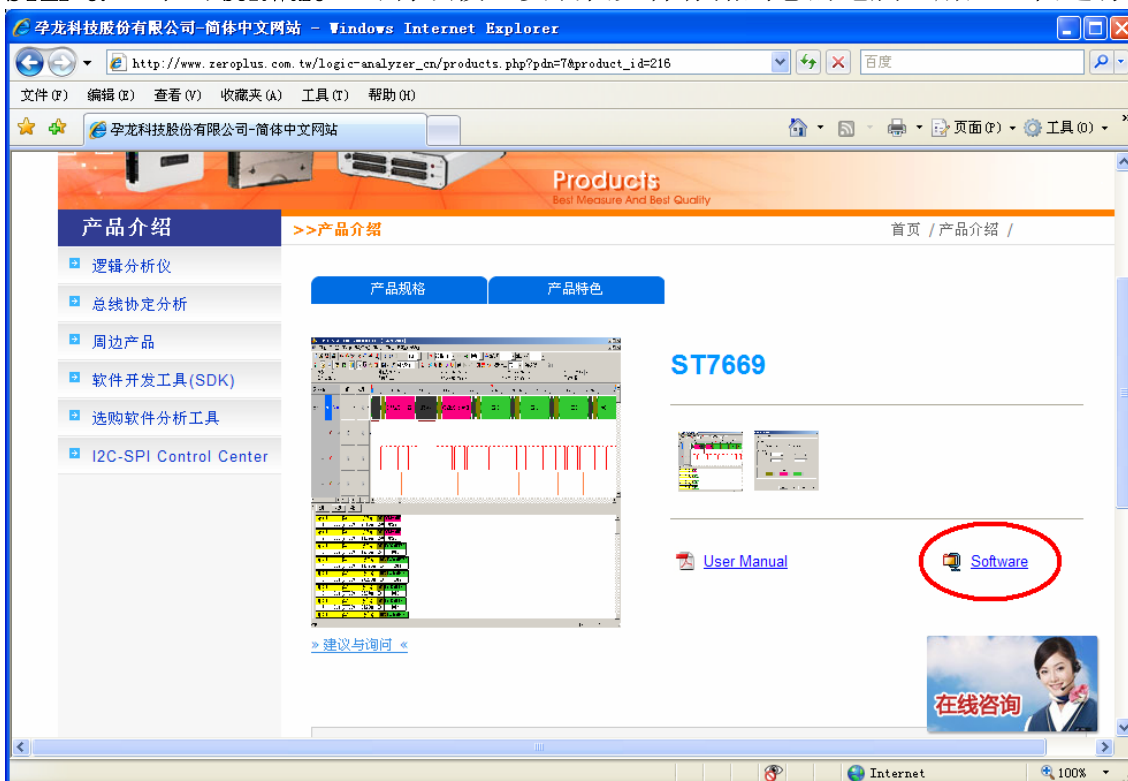 孕龙科技股份有限公司-简体中文网站 - Windows Internet Explorer
http://www.zeroplus.com.tw/logic-analyzer_cn/products.php?pdn=7&product_id=216
百度
文件(F) 编辑(E) 查看(V) 收藏夹(A) 工具(T) 帮助(H)
孕龙科技股份有限公司-简体中文网站
页面(P) 工具(O)
Products
Best Measure And Best Quality
产品介绍
>>产品介绍
首页 / 产品介绍 /
逻辑分析仪
总线协定分析
周边产品
软件开发工具(SDK)
选购软件分析工具
I2C-SPI Control Center
产品规格
产品特色
ST7669
User Manual
Software
» 建议与询问 «
在线咨询
Internet
100%